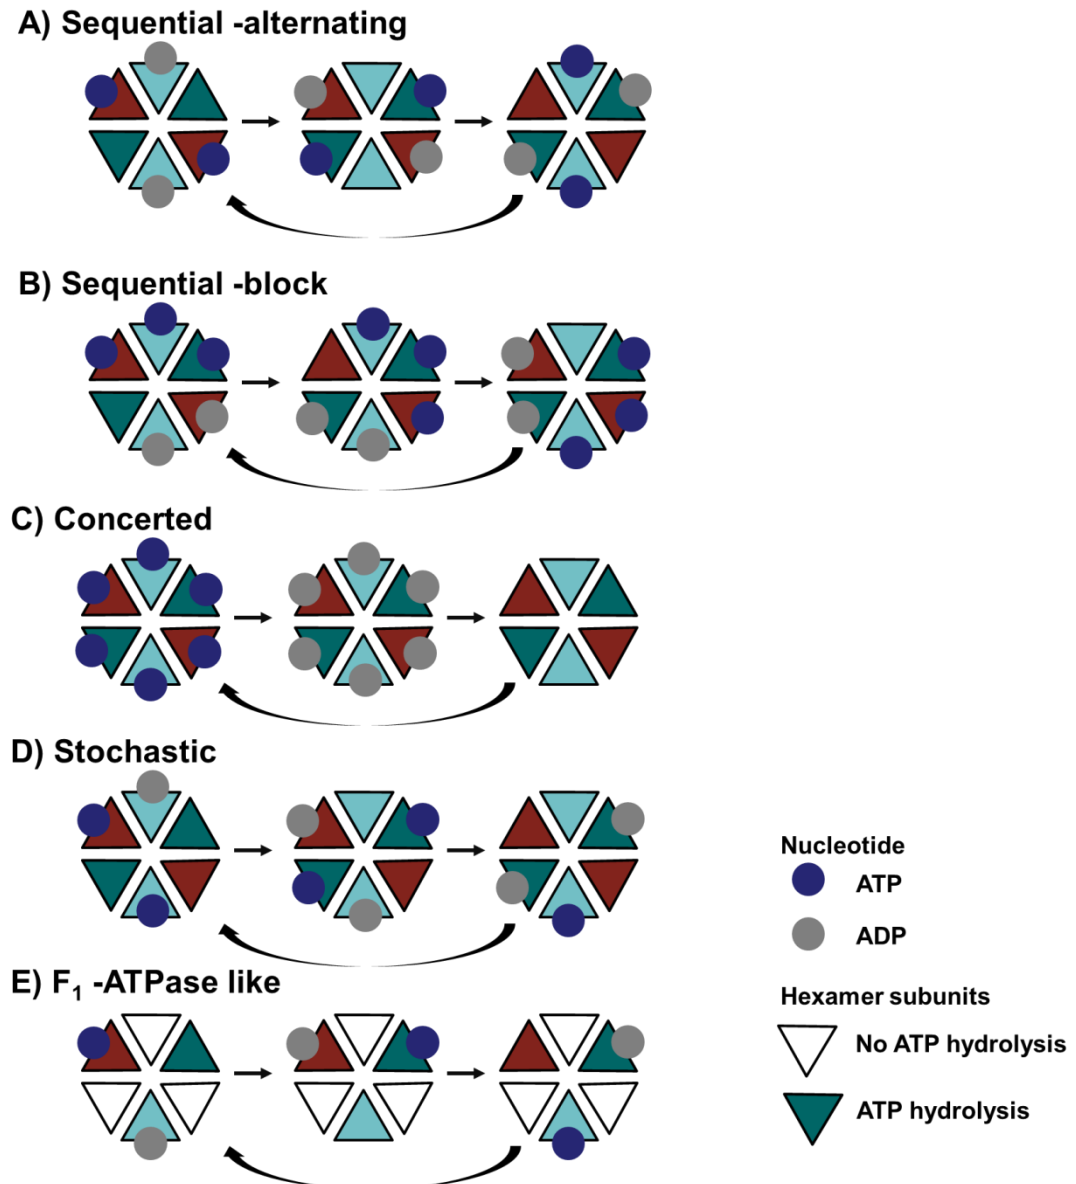 A) Sequential -alternating
B) Sequential -block
C) Concerted
D) Stochastic
Nucleotide
ATP
ADP
E) F₁ -ATPase like
Hexamer subunits
No ATP hydrolysis
ATP hydrolysis